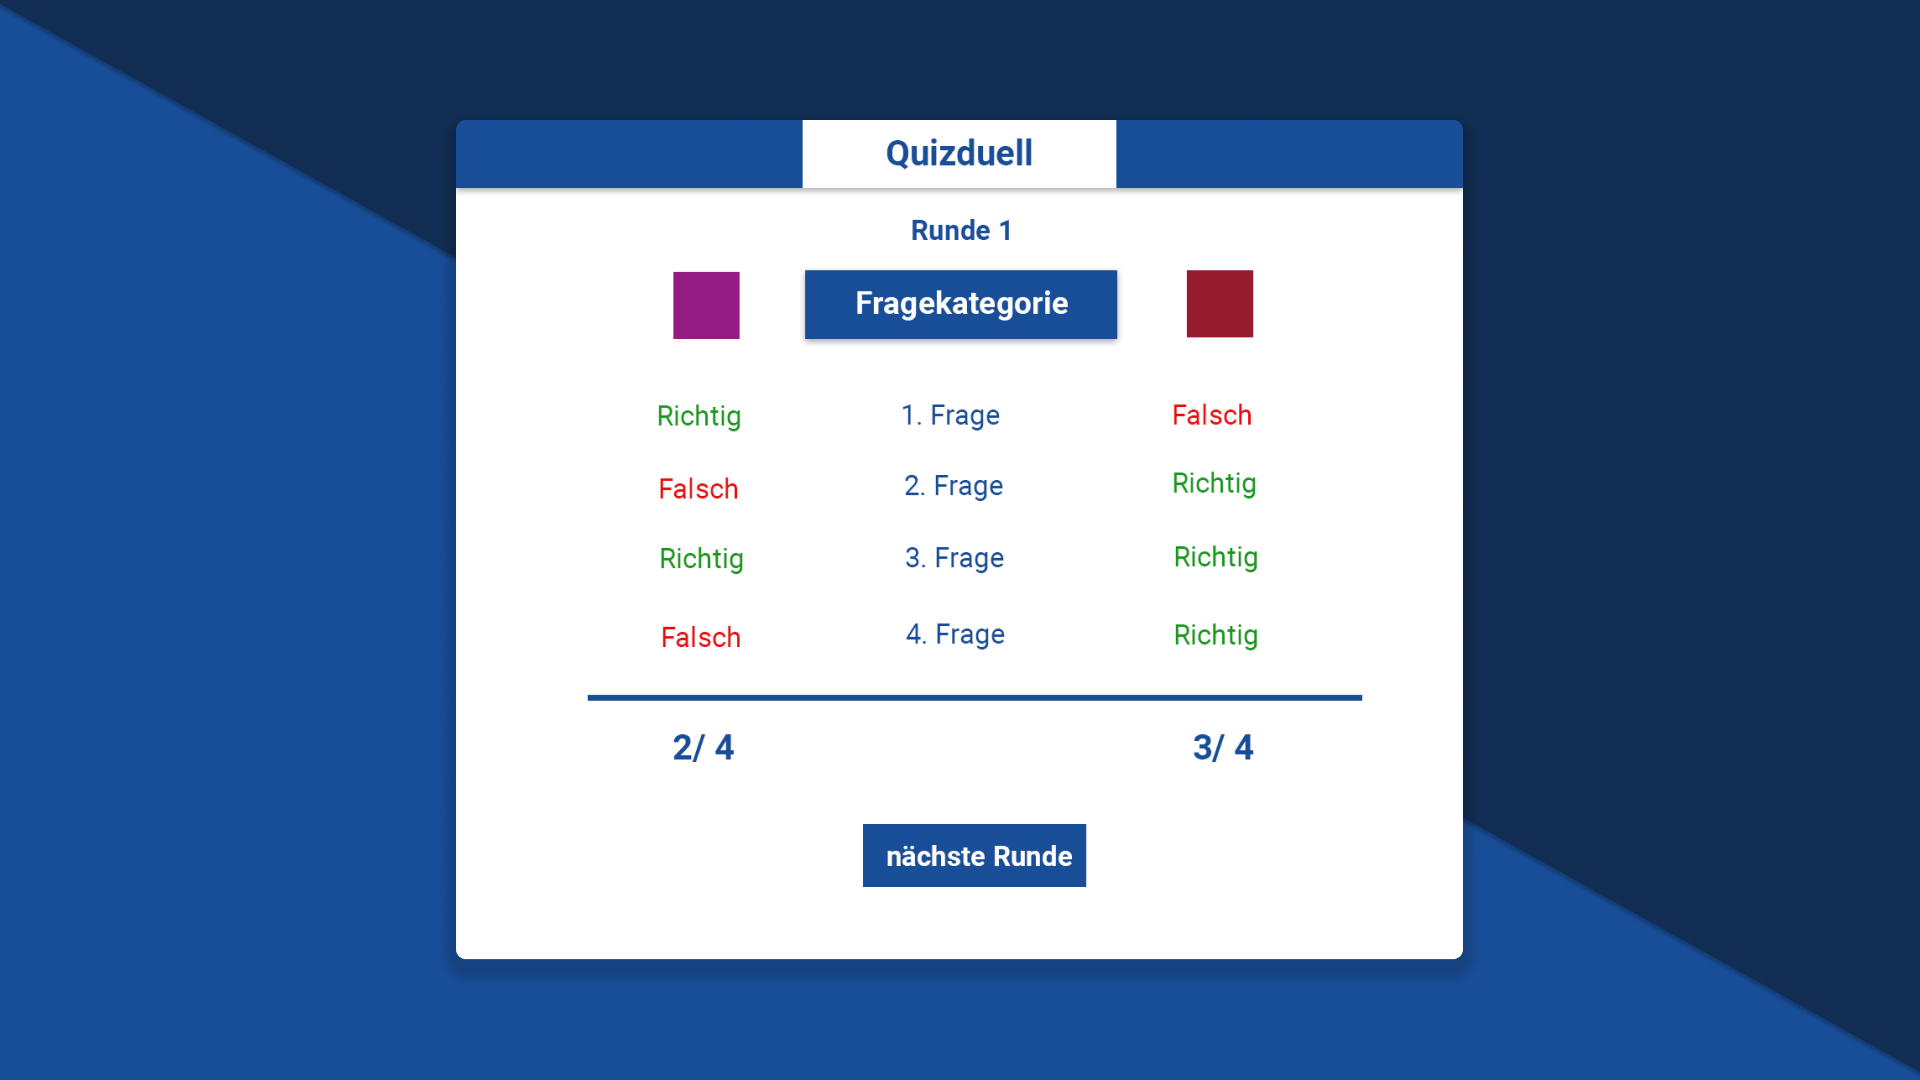 Quizduell
Runde 1
Fragekategorie
Richtig 1. Frage Falsch
Falsch 2. Frage Richtig
Richtig 3. Frage Richtig
Falsch 4. Frage Richtig
2/ 4 3/ 4
nächste Runde